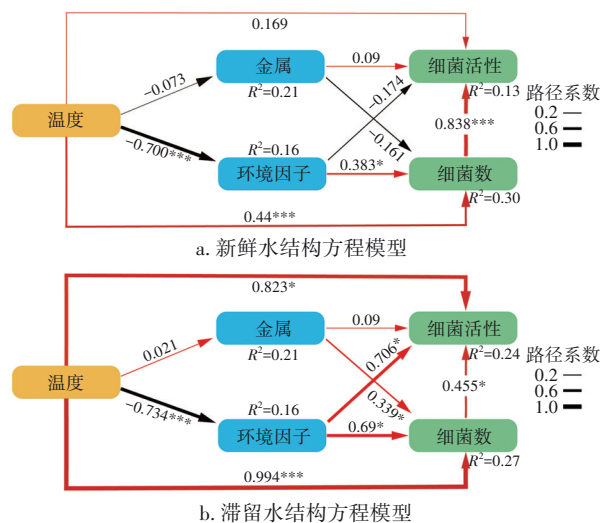 0.169
金属
0.09
细菌活性
R²=0.21
R²=0.13
−0.073
−0.174
路径系数
0.2
0.6
1.0
温度
0.838***
−0.700***
R²=0.16
−0.161
环境因子
0.383*
细菌数
R²=0.30
0.44***
a. 新鲜水结构方程模型
0.823*
金属
0.09
细菌活性
R²=0.21
R²=0.24
0.021
0.706*
路径系数
0.2
0.6
1.0
温度
0.455*
−0.734***
R²=0.16
0.339*
环境因子
0.69*
细菌数
R²=0.27
0.994***
b. 滞留水结构方程模型